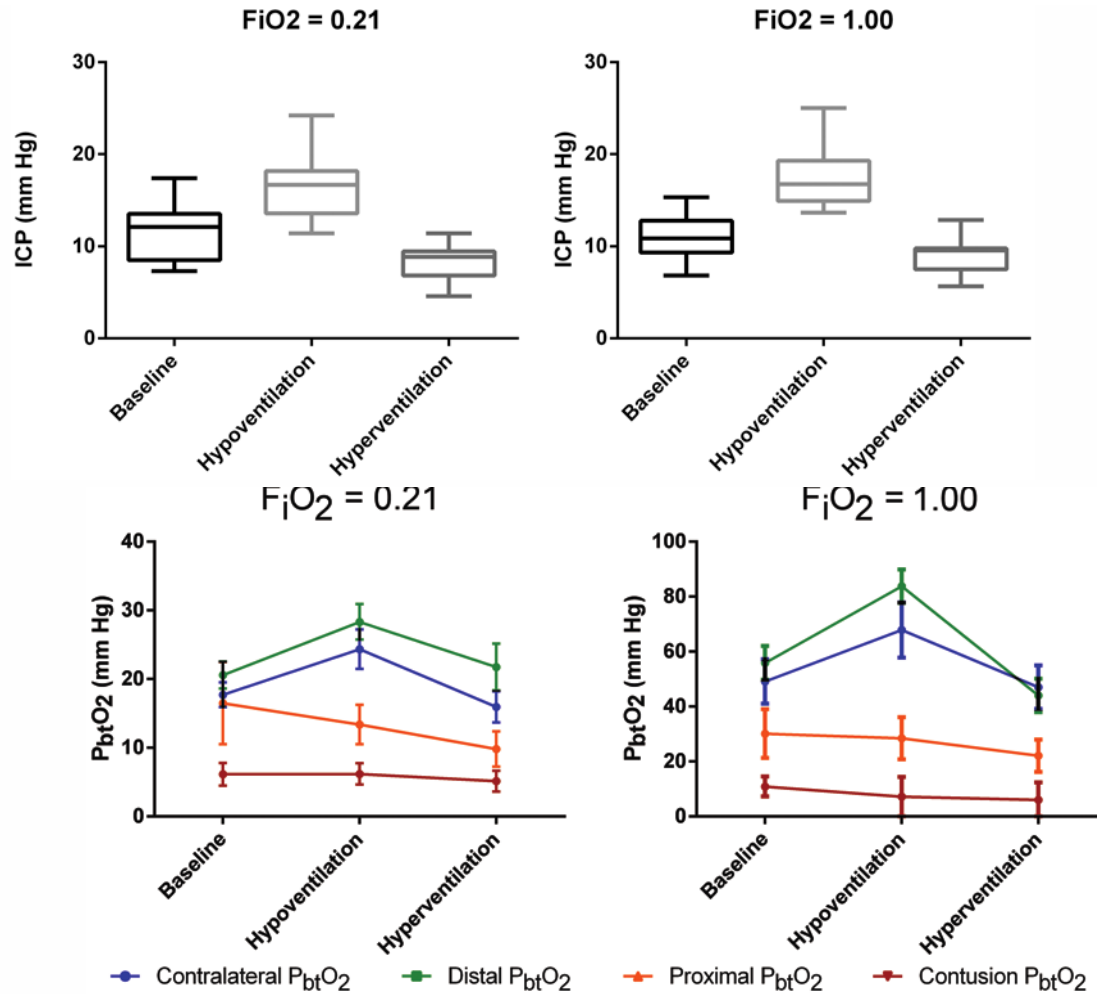 FiO2 = 0.21
30
20
10
0
ICP (mm Hg)
Baseline
Hypoventilation
Hyperventilation
FiO2 = 1.00
30
20
10
0
ICP (mm Hg)
Baseline
Hypoventilation
Hyperventilation
FiO2 = 0.21
40
30
20
10
0
PbtO2 (mm Hg)
Baseline
Hypoventilation
Hyperventilation
FiO2 = 1.00
100
80
60
40
20
0
PbtO2 (mm Hg)
Baseline
Hypoventilation
Hyperventilation
Contralateral PbtO2 Distal PbtO2 Proximal PbtO2 Contusion PbtO2